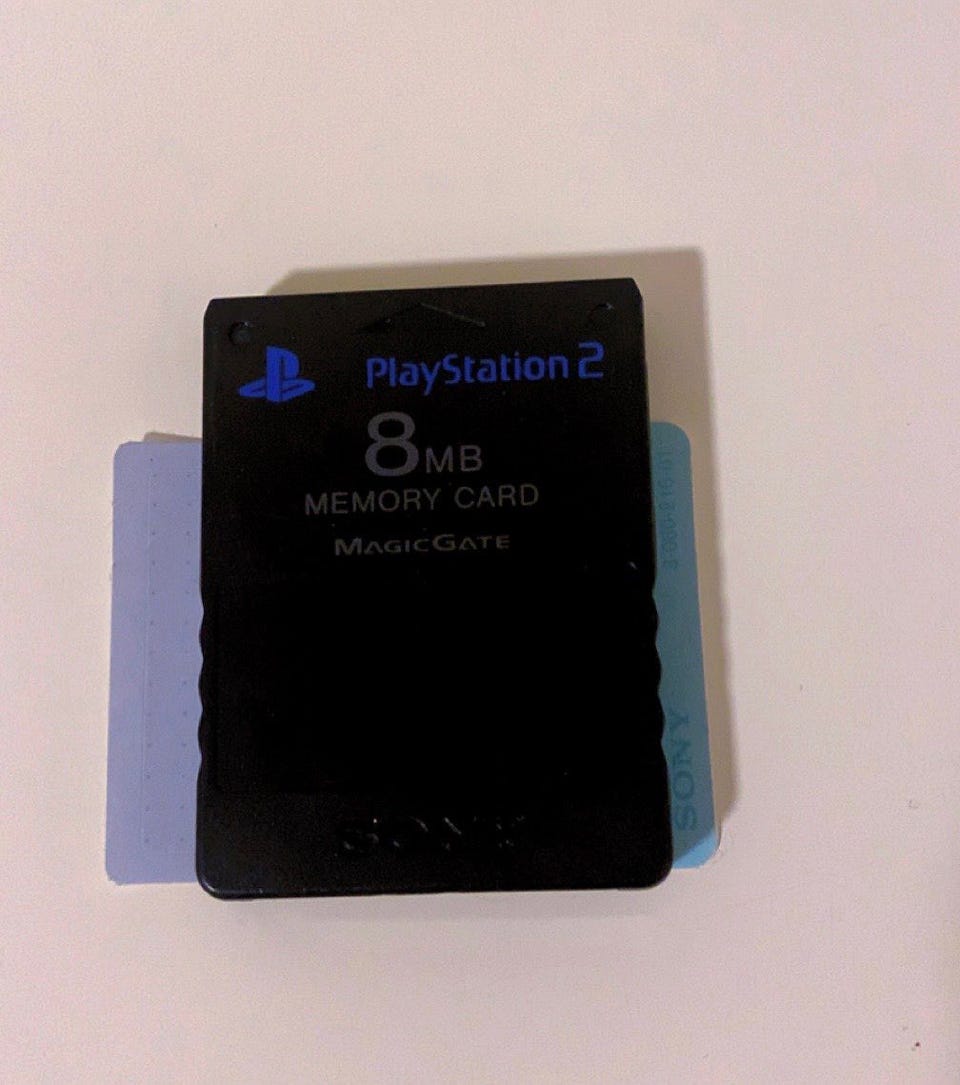 PlayStation 2
8MB
MEMORY CARD
MAGICGATE
SONY
SONY